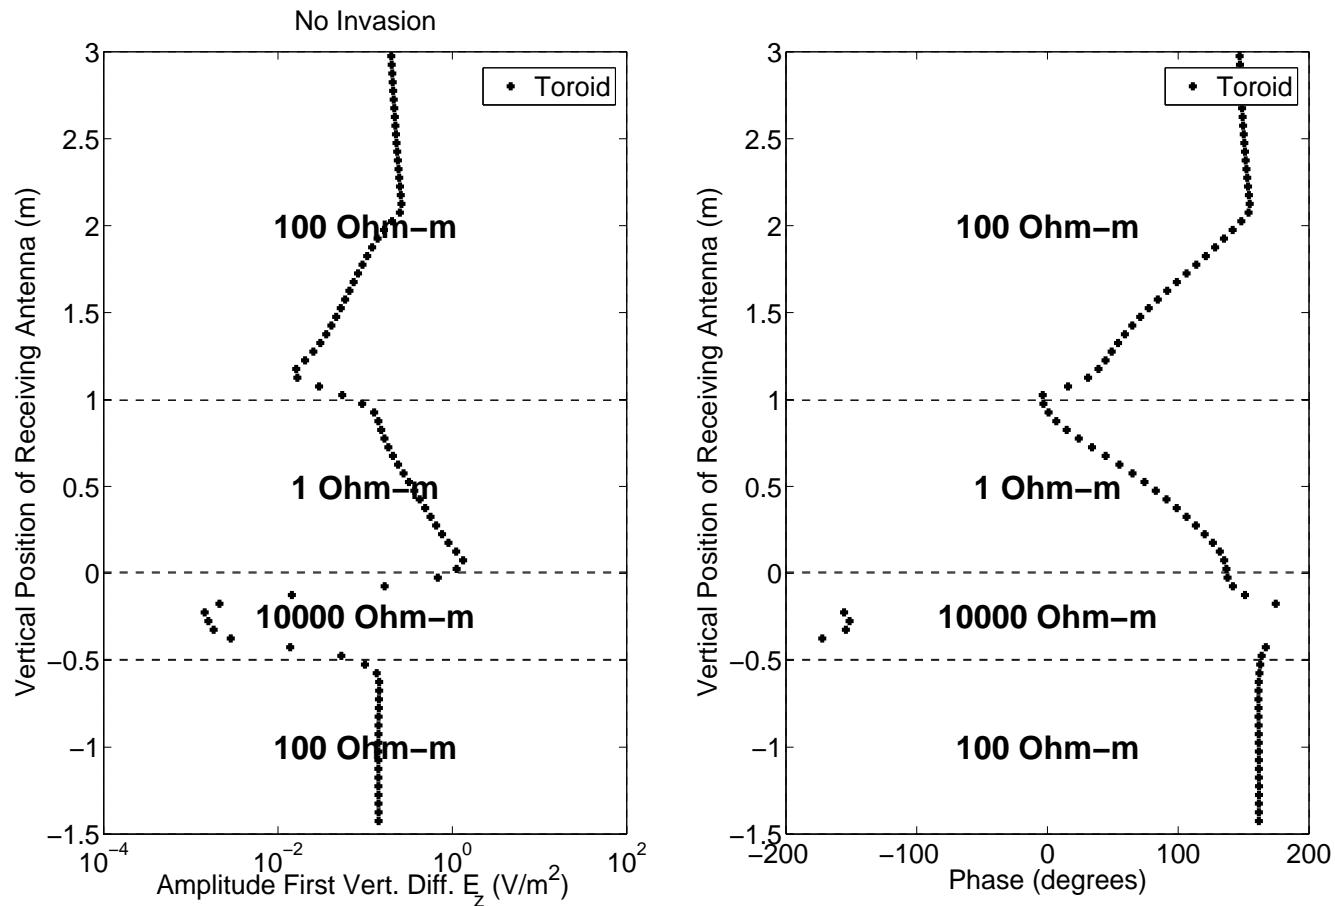 No Invasion
Vertical Position of Receiving Antenna (m)
3
2.5
2
1.5
1
0.5
0
−0.5
−1
−1.5
Toroid
100 Ohm−m
1 Ohm−m
10000 Ohm−m
100 Ohm−m
10^−4
10^−2
10^0
10^2
Amplitude First Vert. Diff. E_z (V/m^2)
Vertical Position of Receiving Antenna (m)
3
2.5
2
1.5
1
0.5
0
−0.5
−1
−1.5
Toroid
100 Ohm−m
1 Ohm−m
10000 Ohm−m
100 Ohm−m
−200
−100
0
100
200
Phase (degrees)